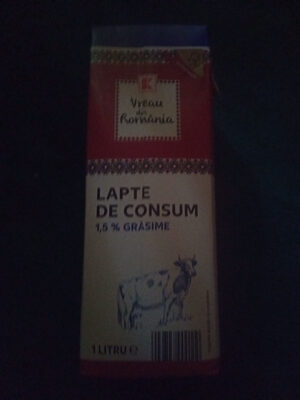 K
Vreau
din
România
LAPTE
DE CONSUM
1,5 % GRĂSIME
1 LITRU ℮